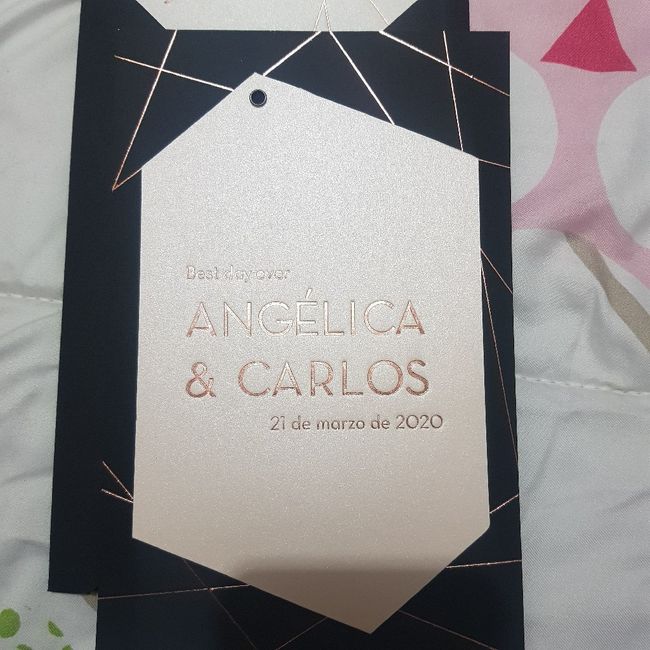 Best day ever
ANGÉLICA
& CARLOS
21 de marzo de 2020